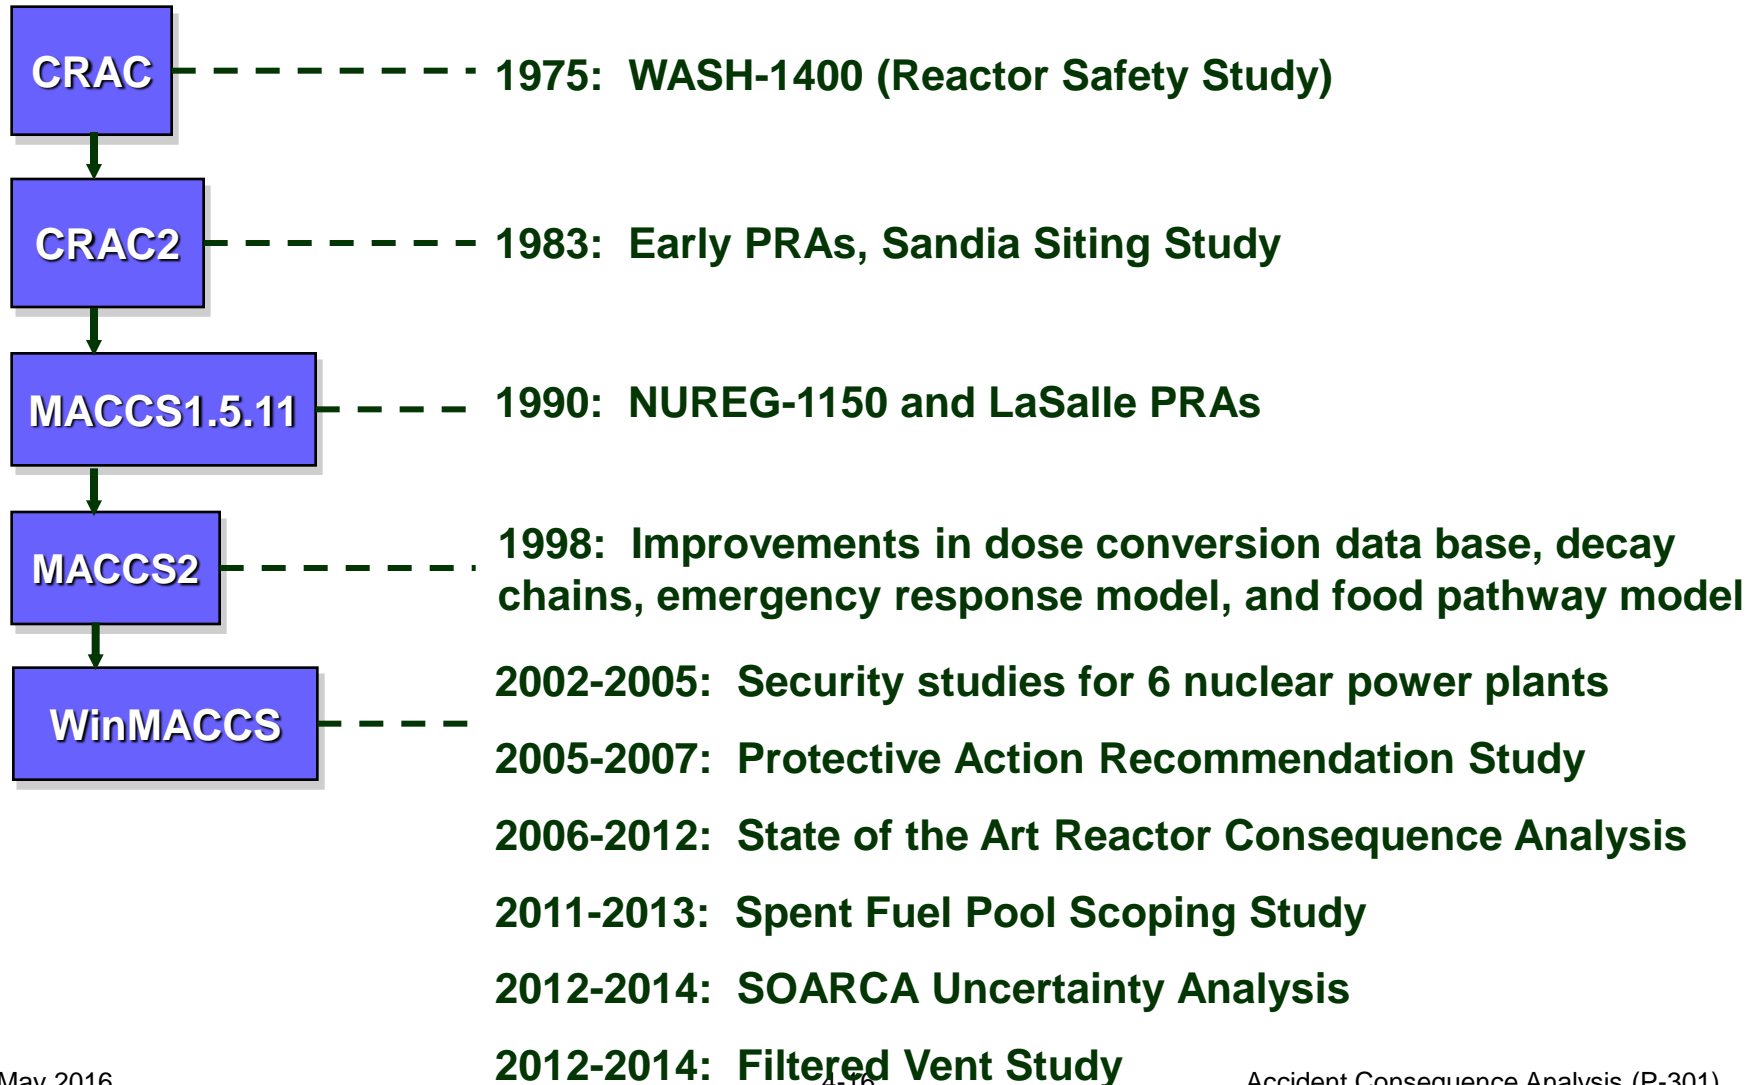 CRAC
1975: WASH-1400 (Reactor Safety Study)
CRAC2
1983: Early PRAs, Sandia Siting Study
MACCS1.5.11
1990: NUREG-1150 and LaSalle PRAs
MACCS2
1998: Improvements in dose conversion data base, decay
chains, emergency response model, and food pathway model
WinMACCS
2002-2005: Security studies for 6 nuclear power plants
2005-2007: Protective Action Recommendation Study
2006-2012: State of the Art Reactor Consequence Analysis
2011-2013: Spent Fuel Pool Scoping Study
2012-2014: SOARCA Uncertainty Analysis
2012-2014: Filtered Vent Study
May 2016
4-16
Accident Consequence Analysis (P-301)